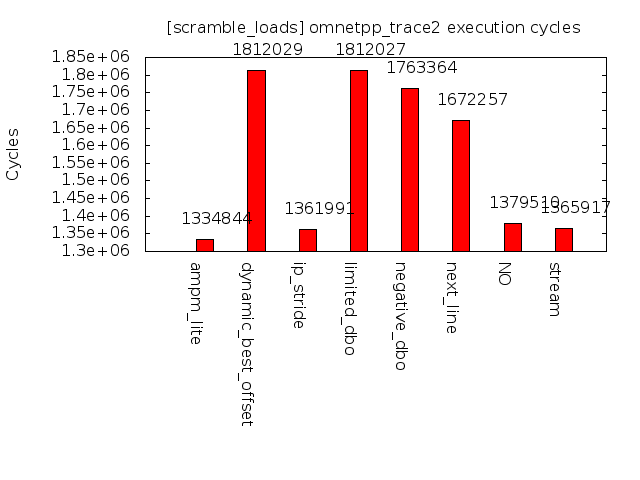 [scramble_loads] omnetpp_trace2 execution cycles
Cycles
1.85e+06
1.8e+06
1.75e+06
1.7e+06
1.65e+06
1.6e+06
1.55e+06
1.5e+06
1.45e+06
1.4e+06
1.35e+06
1.3e+06
1334844
1812029
1361991
1812027
1763364
1672257
1379510
1365917
ampm_lite
dynamic_best_offset
ip_stride
limited_dbo
negative_dbo
next_line
NO
stream